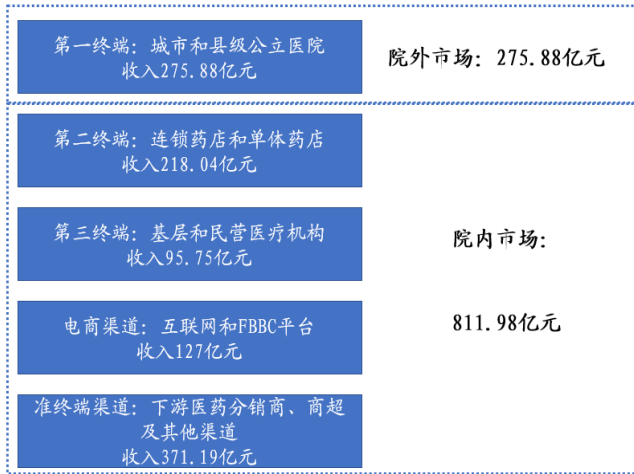 第一终端：城市和县级公立医院
收入275.88亿元
院外市场：275.88亿元
第二终端：连锁药店和单体药店
收入218.04亿元
第三终端：基层和民营医疗机构
收入95.75亿元
院内市场：
811.98亿元
电商渠道：互联网和FBBC平台
收入127亿元
准终端渠道：下游医药分销商、商超
及其他渠道
收入371.19亿元